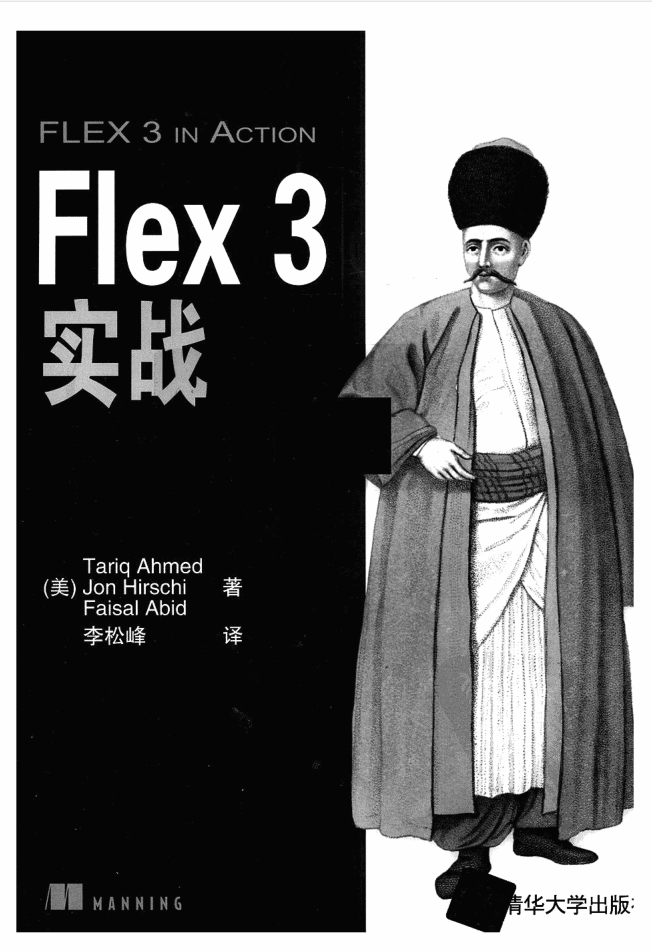 FLEX 3 IN ACTION
Flex 3
实战
Tariq Ahmed
(美) Jon Hirschi 著
Faisal Abid
李松峰 译
MANNING
清华大学出版